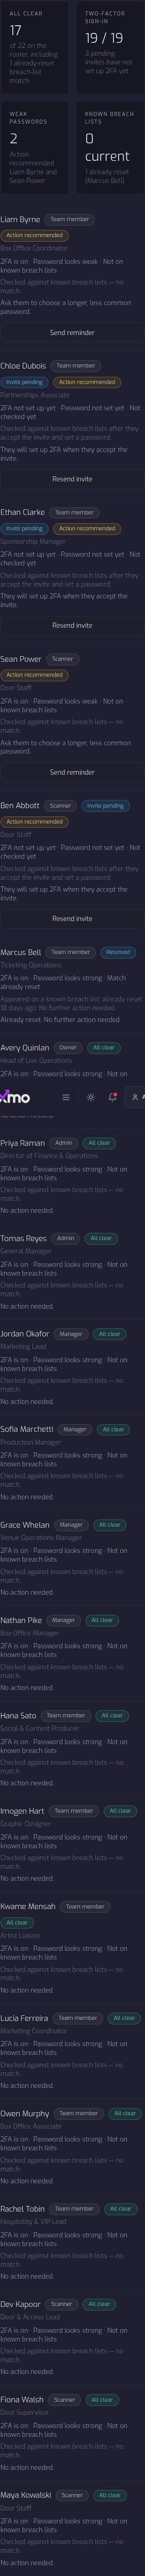 ALL CLEAR
17
of 22 on the
roster, including
1 already-reset
breach-list
match
TWO-FACTOR
SIGN-IN
19 / 19
3 pending
invites have not
set up 2FA yet
WEAK
PASSWORDS
2
Action
recommended ·
Liam Byrne and
Sean Power
KNOWN BREACH
LISTS
0
current
1 already reset
(Marcus Bell)
Liam Byrne Team member
Action recommended
Box Office Coordinator
2FA is on · Password looks weak · Not on
known breach lists
Checked against known breach lists — no
match.
Ask them to choose a longer, less common
password.
Send reminder
Chloe Dubois Team member
Invite pending Action recommended
Partnerships Associate
2FA not set up yet · Password not set yet · Not
checked yet
Checked against known breach lists after they
accept the invite and set a password.
They will set up 2FA when they accept the
invite.
Resend invite
Ethan Clarke Team member
Invite pending Action recommended
Sponsorship Manager
2FA not set up yet · Password not set yet · Not
checked yet
Checked against known breach lists after they
accept the invite and set a password.
They will set up 2FA when they accept the
invite.
Resend invite
Sean Power Scanner
Action recommended
Door Staff
2FA is on · Password looks weak · Not on
known breach lists
Checked against known breach lists — no
match.
Ask them to choose a longer, less common
password.
Send reminder
Ben Abbott Scanner Invite pending
Action recommended
Door Staff
2FA not set up yet · Password not set yet · Not
checked yet
Checked against known breach lists after they
accept the invite and set a password.
They will set up 2FA when they accept the
invite.
Resend invite
Marcus Bell Team member Resolved
Ticketing Operations
2FA is on · Password looks strong · Match
already reset
Appeared on a known breach list; already reset
18 days ago. No further action needed.
Already reset. No further action needed.
Avery Quinlan Owner All clear
Head of Live Operations
2FA is on · Password looks strong · Not on
xmo
A
Priya Raman Admin All clear
Director of Finance & Operations
2FA is on · Password looks strong · Not on
known breach lists
Checked against known breach lists — no
match.
No action needed.
Tomas Reyes Admin All clear
General Manager
2FA is on · Password looks strong · Not on
known breach lists
Checked against known breach lists — no
match.
No action needed.
Jordan Okafor Manager All clear
Marketing Lead
2FA is on · Password looks strong · Not on
known breach lists
Checked against known breach lists — no
match.
No action needed.
Sofia Marchetti Manager All clear
Production Manager
2FA is on · Password looks strong · Not on
known breach lists
Checked against known breach lists — no
match.
No action needed.
Grace Whelan Manager All clear
Venue Operations Manager
2FA is on · Password looks strong · Not on
known breach lists
Checked against known breach lists — no
match.
No action needed.
Nathan Pike Manager All clear
Box Office Manager
2FA is on · Password looks strong · Not on
known breach lists
Checked against known breach lists — no
match.
No action needed.
Hana Sato Team member All clear
Social & Content Producer
2FA is on · Password looks strong · Not on
known breach lists
Checked against known breach lists — no
match.
No action needed.
Imogen Hart Team member All clear
Graphic Designer
2FA is on · Password looks strong · Not on
known breach lists
Checked against known breach lists — no
match.
No action needed.
Kwame Mensah Team member
All clear
Artist Liaison
2FA is on · Password looks strong · Not on
known breach lists
Checked against known breach lists — no
match.
No action needed.
Lucia Ferreira Team member All clear
Marketing Coordinator
2FA is on · Password looks strong · Not on
known breach lists
Checked against known breach lists — no
match.
No action needed.
Owen Murphy Team member All clear
Box Office Associate
2FA is on · Password looks strong · Not on
known breach lists
Checked against known breach lists — no
match.
No action needed.
Rachel Tobin Team member All clear
Hospitality & VIP Lead
2FA is on · Password looks strong · Not on
known breach lists
Checked against known breach lists — no
match.
No action needed.
Dev Kapoor Scanner All clear
Door & Access Lead
2FA is on · Password looks strong · Not on
known breach lists
Checked against known breach lists — no
match.
No action needed.
Fiona Walsh Scanner All clear
Door Supervisor
2FA is on · Password looks strong · Not on
known breach lists
Checked against known breach lists — no
match.
No action needed.
Maya Kowalski Scanner All clear
Door Staff
2FA is on · Password looks strong · Not on
known breach lists
Checked against known breach lists — no
match.
No action needed.